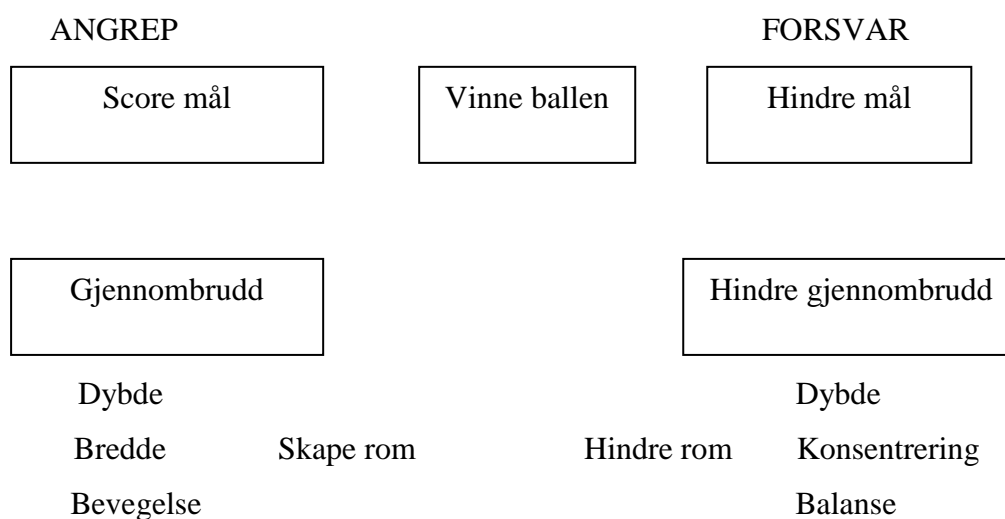 ANGREP FORSVAR
Score mål Vinne ballen Hindre mål
Gjennombrudd Hindre gjennombrudd
Dybde Dybde
Bredde Skape rom Hindre rom Konsentrering
Bevegelse Balanse